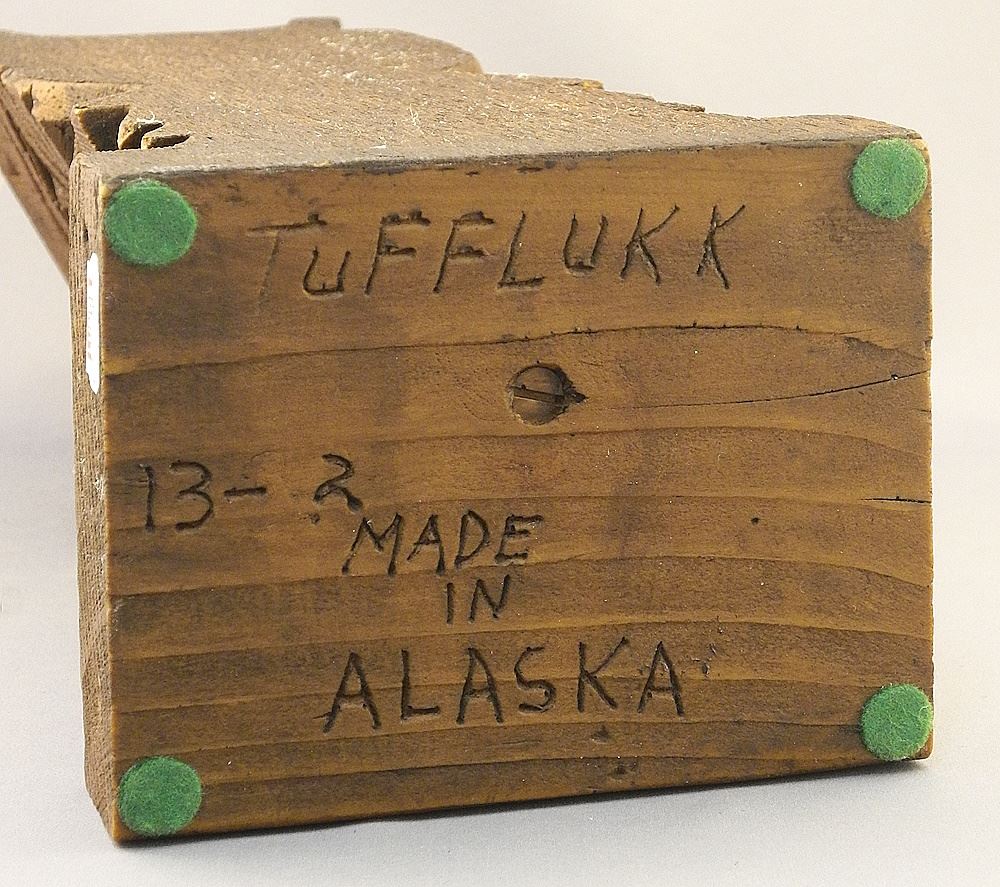 TUFFLUKK
13- 2
MADE
IN
ALASKA